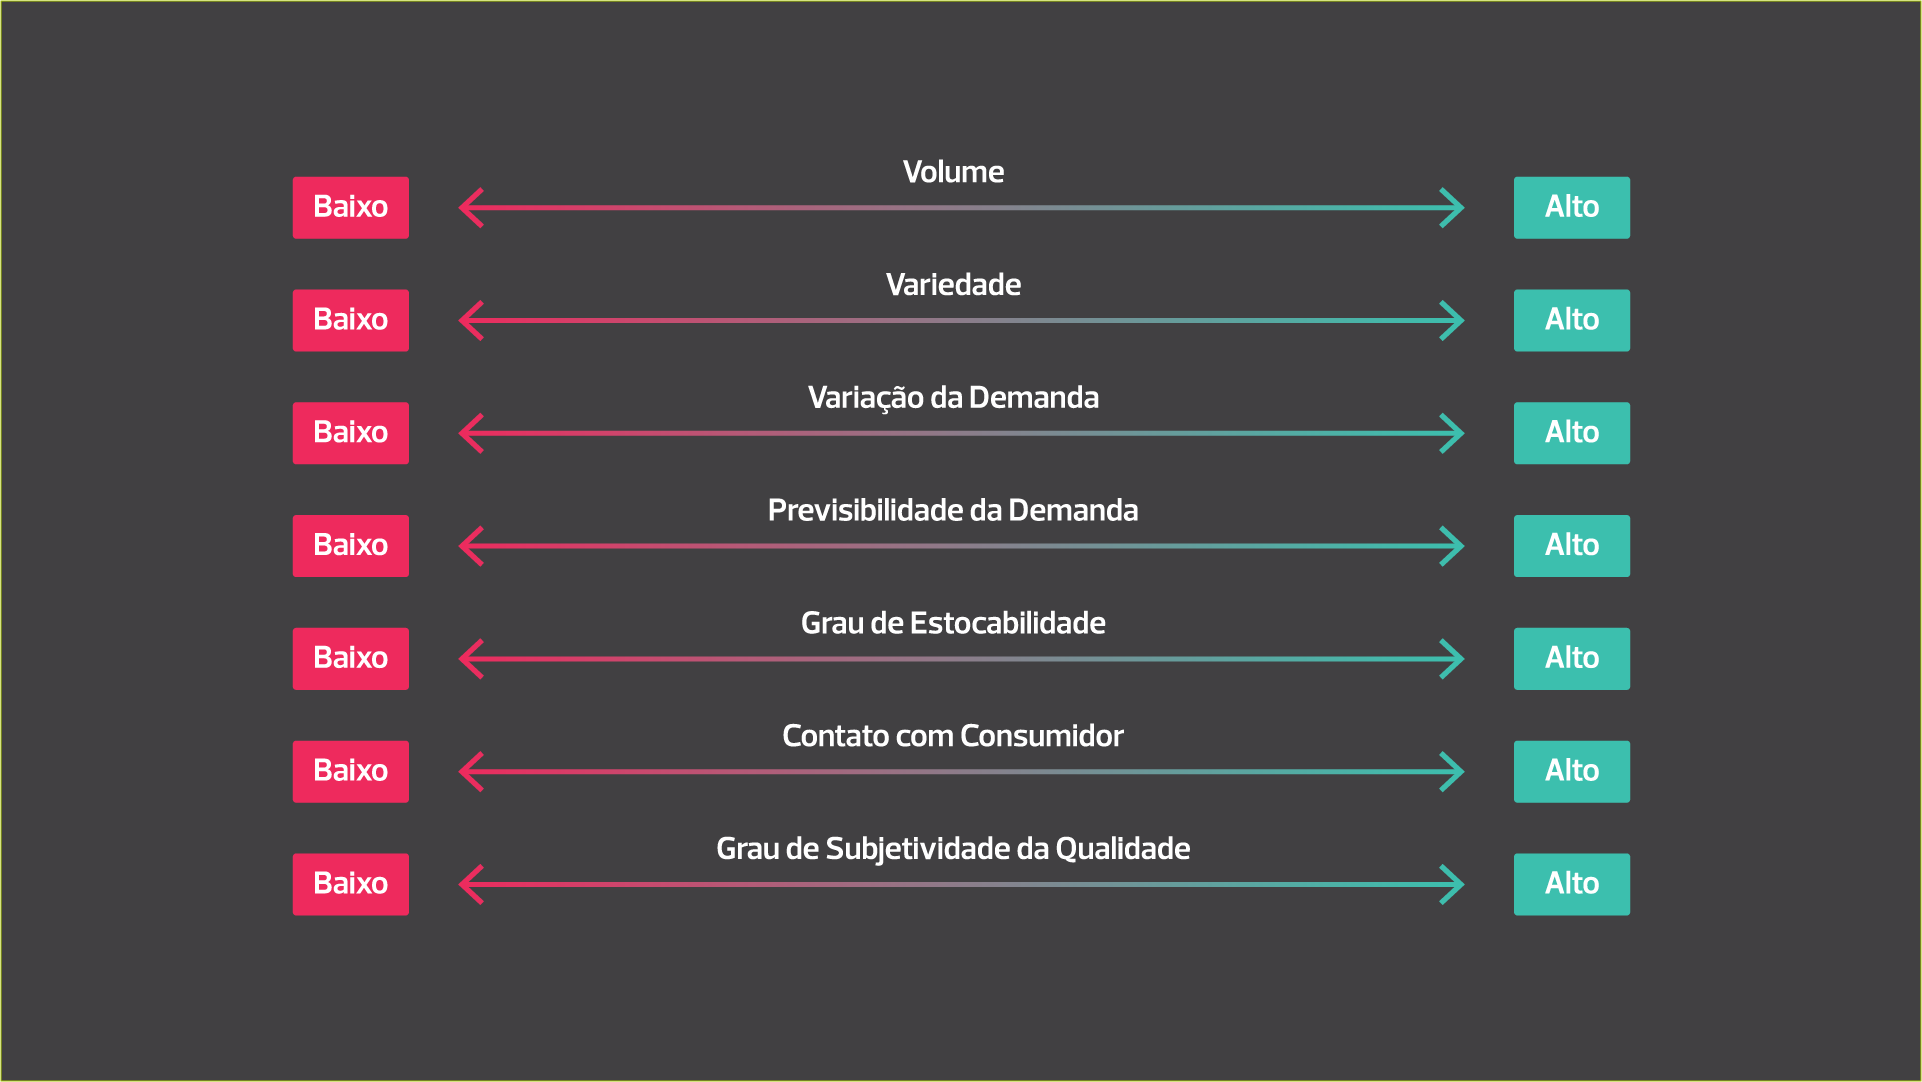 Volume
Baixo Alto
Variedade
Baixo Alto
Variação da Demanda
Baixo Alto
Previsibilidade da Demanda
Baixo Alto
Grau de Estocabilidade
Baixo Alto
Contato com Consumidor
Baixo Alto
Grau de Subjetividade da Qualidade
Baixo Alto